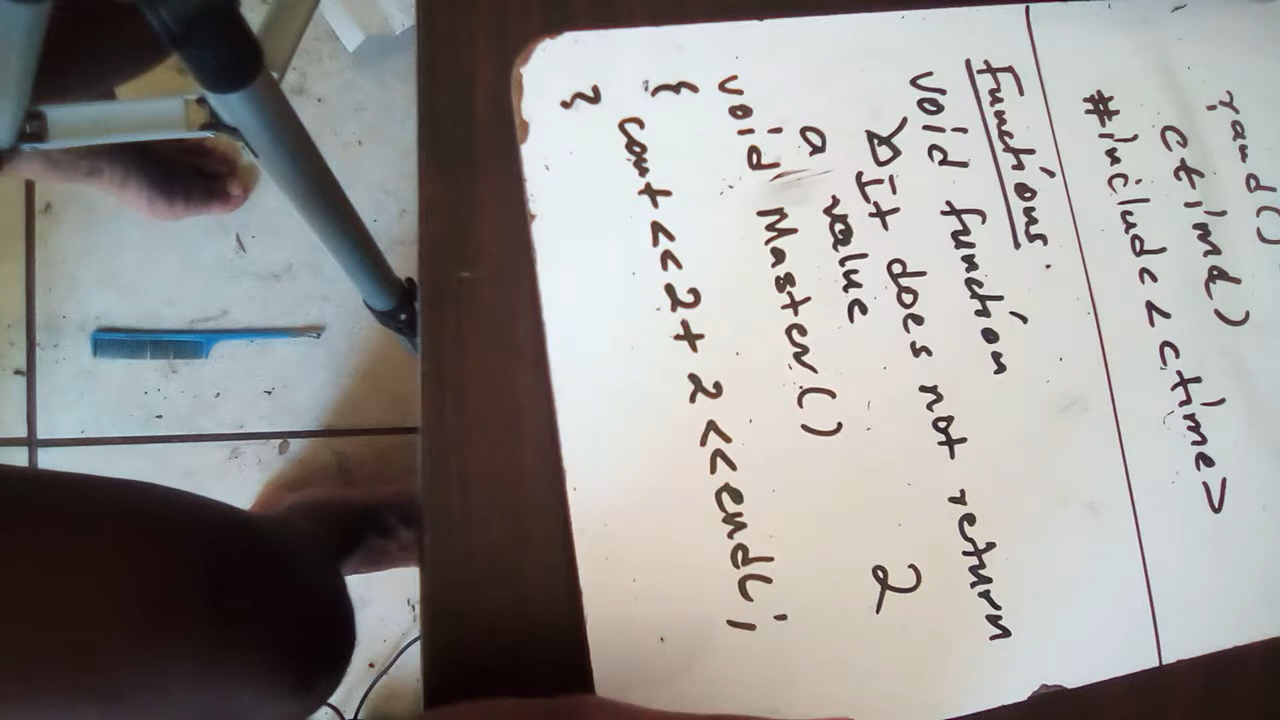 rand()
ctime)
#include<ctime>
Functions
void function
It does not return
a value
2
void Master()
{
cout<<2+2<<endl;
}